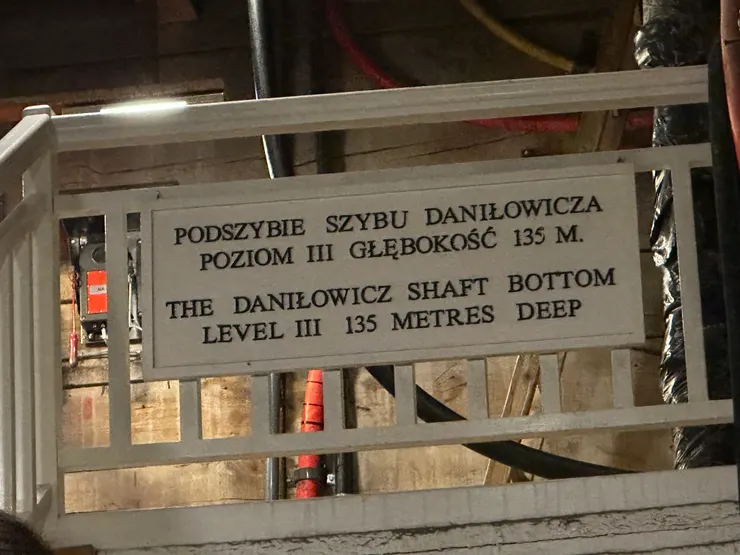 PODSZYBIE SZYBU DANIŁOWICZA
POZIOM III GŁĘBOKOŚĆ 135 M.
THE DANIŁOWICZ SHAFT BOTTOM
LEVEL III 135 METRES DEEP